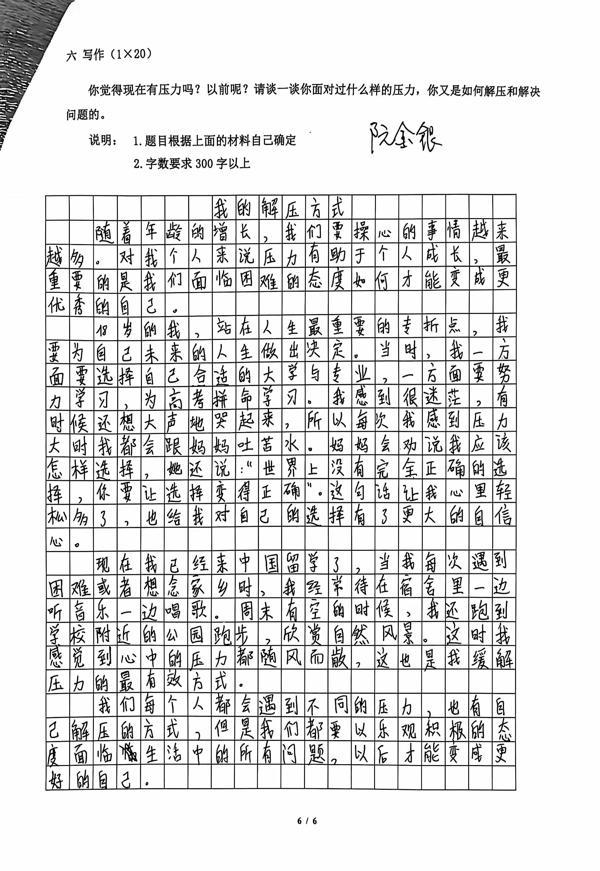 六 写作（1×20）
你觉得现在有压力吗？以前呢？请谈一谈你面对过什么样的压力，你又是如何解压和解决
问题的。
说明： 1.题目根据上面的材料自己确定
阮金银
2.字数要求 300 字以上
我的解压方式
随着年龄的增长，我们要操心的事情越来
越多。对我个人来说压力有助于个人成长，最
重要的是我们面临困难的态度如何才能变成更
优秀的自己。
18岁的我，站在人生最重要的专折点，我
要为自己未来的人生做出决定。当时，我一方
面要选择自己合适的大学与专业，一方面要努
力学习，为高考拼命学习。我感到很迷茫，有
时候还想大声地哭起来，所以每次我感到压力
大时我都会跟妈妈吐苦水。妈妈会劝说我应该
怎样选择，她还说："世界上没有完全正确的选
择，你要让选择变得正确"。这句话让我心里轻
松多了，也给我对自己的选择有了更大的自信
心。
现在我已经来中国留学了，当我每次遇到
困难或者想念家乡时，我经常待在宿舍里一边
听音乐一边唱歌。周末有空的时候，我还跑到
学校附近的公园跑步，欣赏自然风景。这时我
感觉到心中的压力都随风而散，这也是我缓解
压力的最有效方式。
我们每个人都会遇到不同的压力，也有自
己解压的方式，但是我们都要以乐观积极的态
度面临生活中的所有问题，以后才能变成更
好的自己。
6 / 6